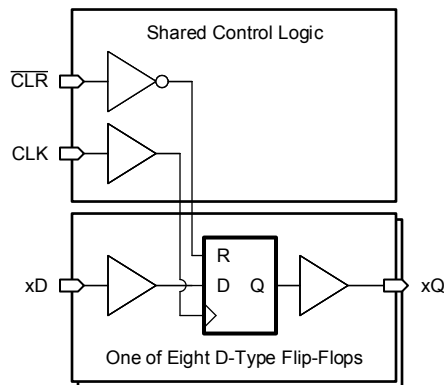 Shared Control Logic
CLR
CLK
R
xD
D
Q
xQ
One of Eight D-Type Flip-Flops